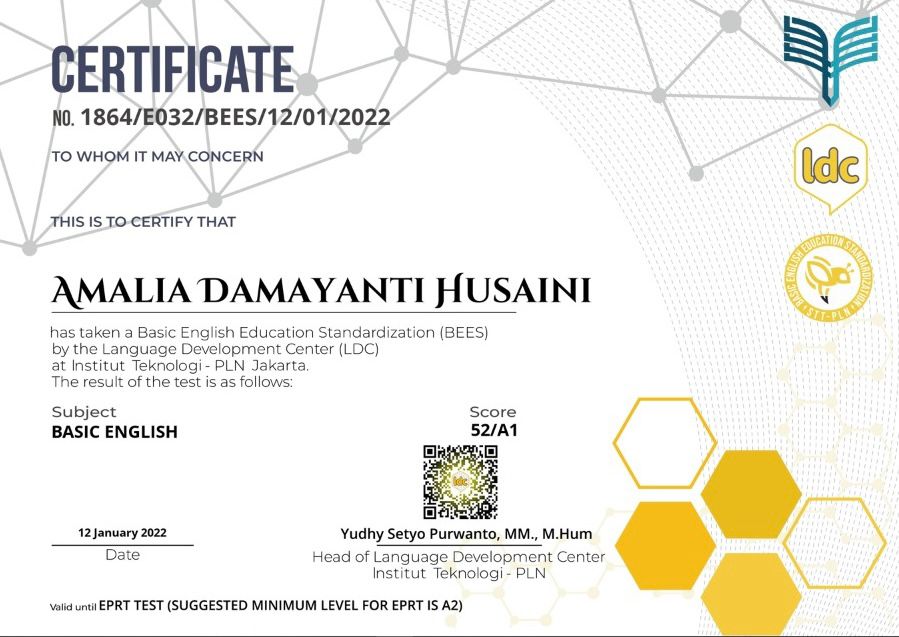 CERTIFICATE
NO. 1864/E032/BEES/12/01/2022
TO WHOM IT MAY CONCERN
ldc
THIS IS TO CERTIFY THAT
BASIC ENGLISH EDUCATION STANDARDIZATION
STT-PLN
AMALIA DAMAYANTI HUSAINI
has taken a Basic English Education Standardization (BEES)
by the Language Development Center (LDC)
at Institut Teknologi - PLN Jakarta.
The result of the test is as follows:
Subject
BASIC ENGLISH
Score
52/A1
ldc
12 January 2022
Date
Yudhy Setyo Purwanto, MM., M.Hum
Head of Language Development Center
Institut Teknologi - PLN
Valid until EPRT TEST (SUGGESTED MINIMUM LEVEL FOR EPRT IS A2)